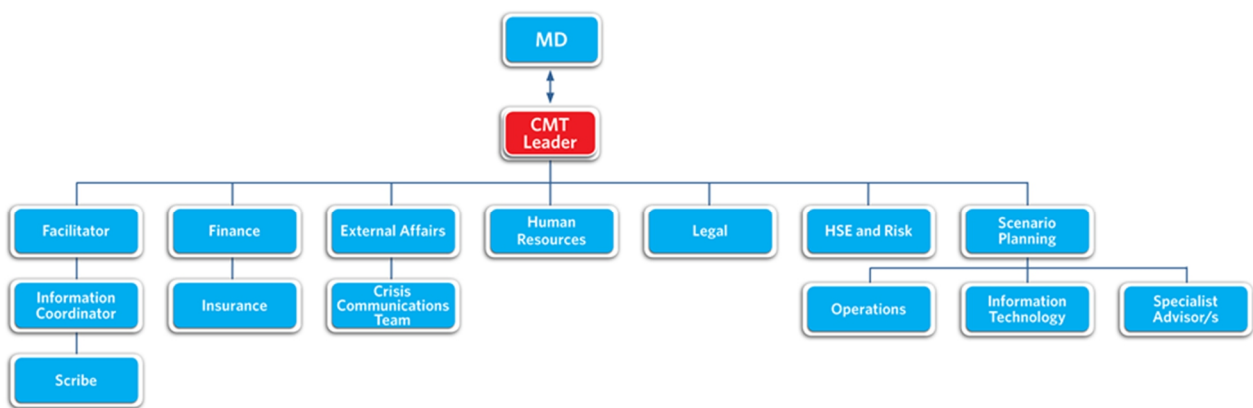 MD
CMT
Leader
Facilitator
Finance
External Affairs
Human
Resources
Legal
HSE and Risk
Scenario
Planning
Information
Coordinator
Insurance
Crisis
Communications
Team
Operations
Information
Technology
Specialist
Advisor/s
Scribe